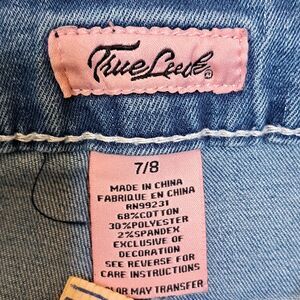 True Luck
7/8
MADE IN CHINA
FABRIQUE EN CHINA
RN99231
68%COTTON
30%POLYESTER
2%SPANDEX
EXCLUSIVE OF
DECORATION
SEE REVERSE FOR
CARE INSTRUCTIONS
MAY TRANSFER